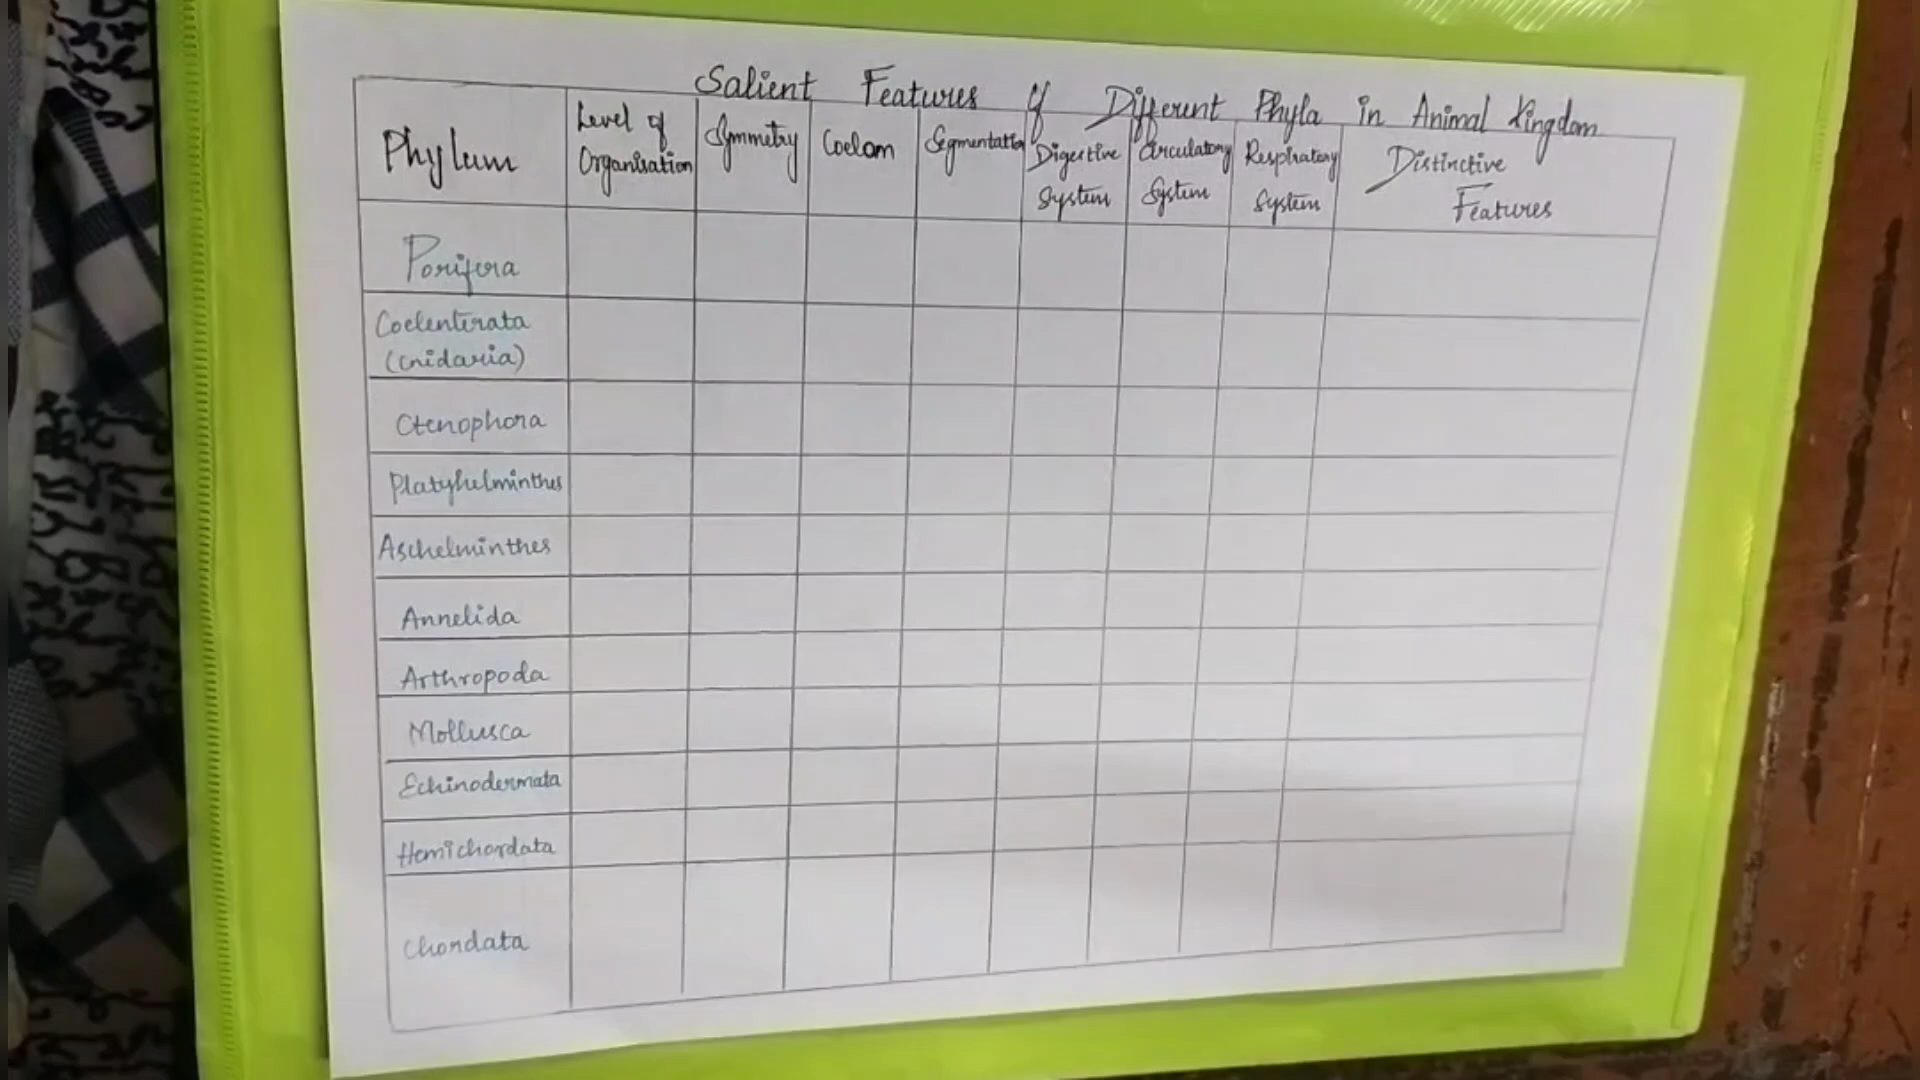 Salient Features of Different Phyla in Animal Kingdom
Phylum
Level of
Organisation
Symmetry
Coelom
Segmentation
Digestive
System
Circulatory
System
Respiratory
System
Distinctive
Features
Porifera
Coelenterata
(Cnidaria)
Ctenophora
Platyhelminthes
Aschelminthes
Annelida
Arthropoda
Mollusca
Echinodermata
Hemichordata
Chordata